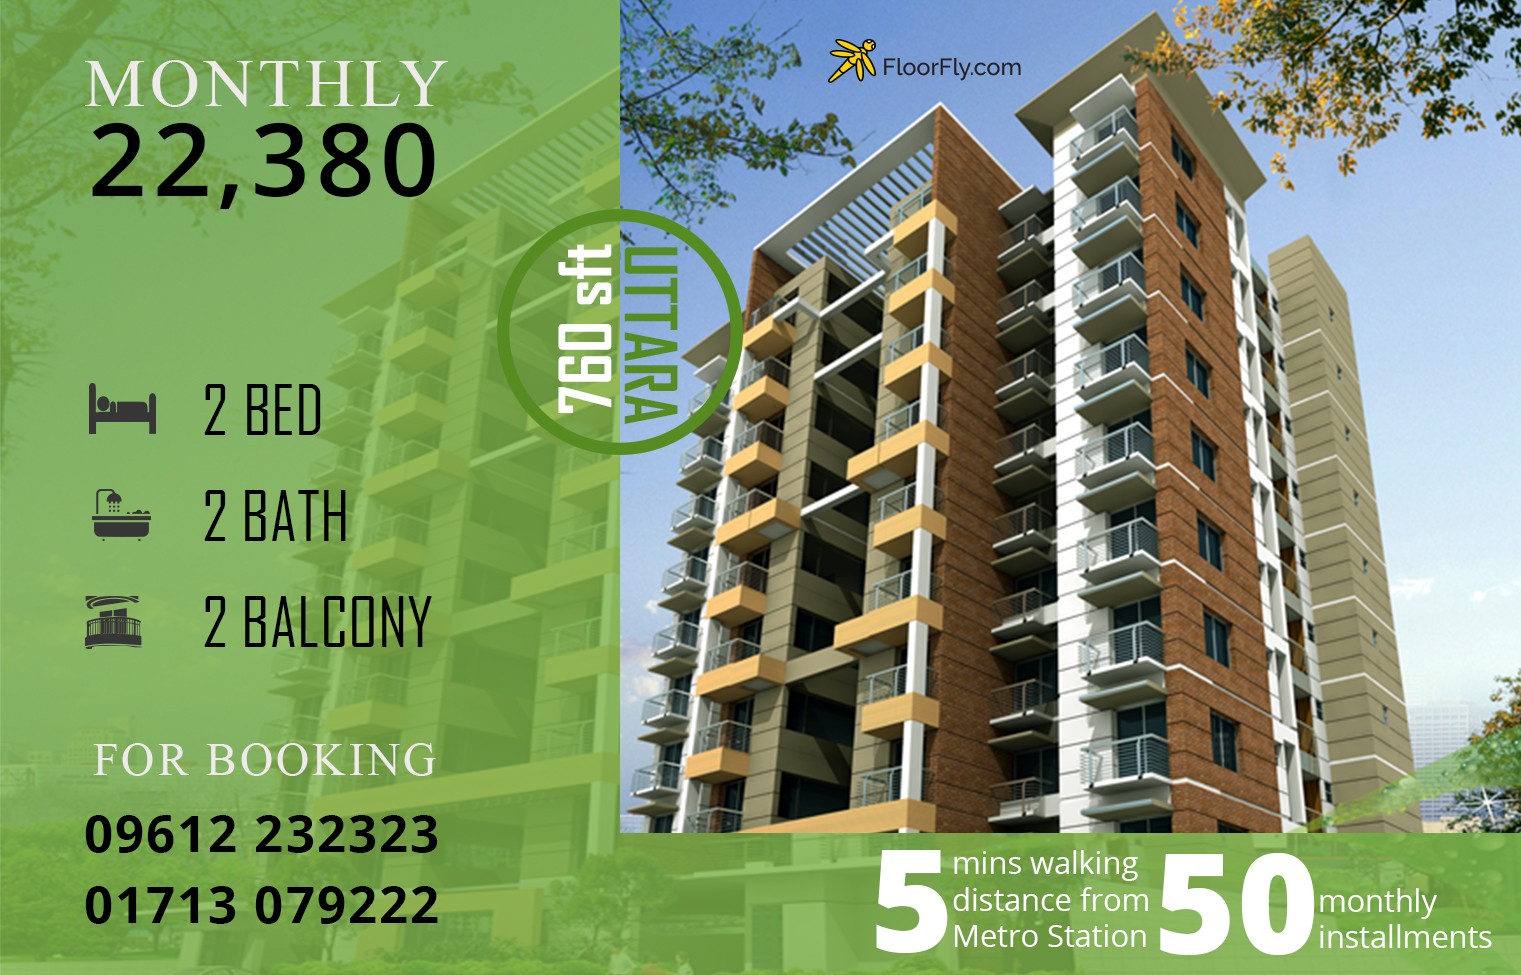 MONTHLY
22,380
FloorFly.com
760 sft
UTTARA
2 BED
2 BATH
2 BALCONY
FOR BOOKING
09612 232323
01713 079222
5 mins walking
distance from
Metro Station
50 monthly
installments